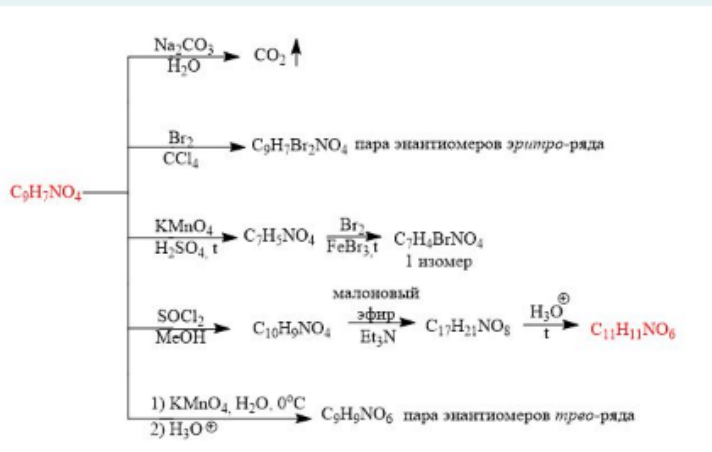 Na₂CO₃
H₂O
CO₂
Br₂
CCl₄
C₉H₇Br₂NO₄ пара энантиомеров эритро-ряда
C₉H₇NO₄
KMnO₄
H₂SO₄, t
C₇H₅NO₄
Br₂
FeBr₃,t
C₇H₄BrNO₄
1 изомер
SOCl₂
MeOH
C₁₀H₉NO₄
малоновый
эфир
Et₃N
C₁₇H₂₁NO₈
H₃O⊕
t
C₁₁H₁₁NO₆
1) KMnO₄, H₂O, 0⁰C
2) H₃O⊕
C₉H₉NO₆ пара энантиомеров трео-ряда